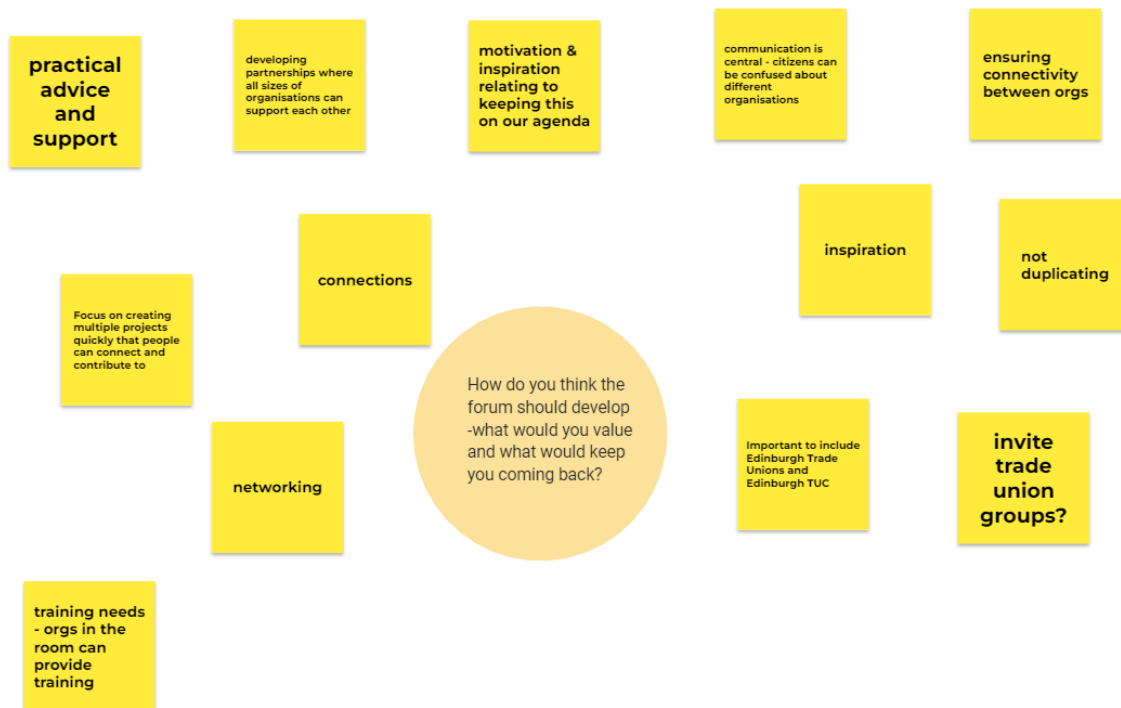 practical
advice
and
support
developing
partnerships where
all sizes of
organisations can
support each other
motivation &
inspiration
relating to
keeping this
on our agenda
communication is
central - citizens can
be confused about
different
organisations
ensuring
connectivity
between orgs
connections
inspiration
not
duplicating
Focus on creating
multiple projects
quickly that people
can connect and
contribute to
How do you think the
forum should develop
-what would you value
and what would keep
you coming back?
networking
Important to include
Edinburgh Trade
Unions and
Edinburgh TUC
invite
trade
union
groups?
training needs
- orgs in the
room can
provide
training